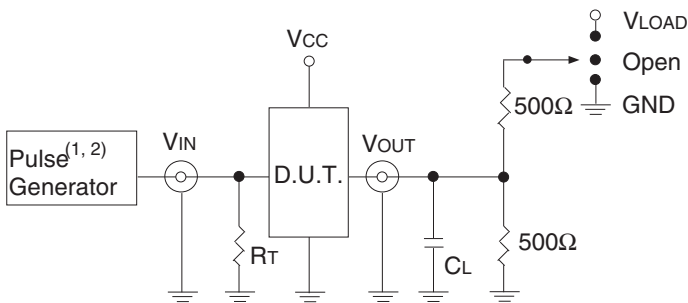 VLOAD
VCC
Open
500Ω
GND
Pulse(1, 2)
Generator
VIN
D.U.T.
VOUT
RT
CL
500Ω